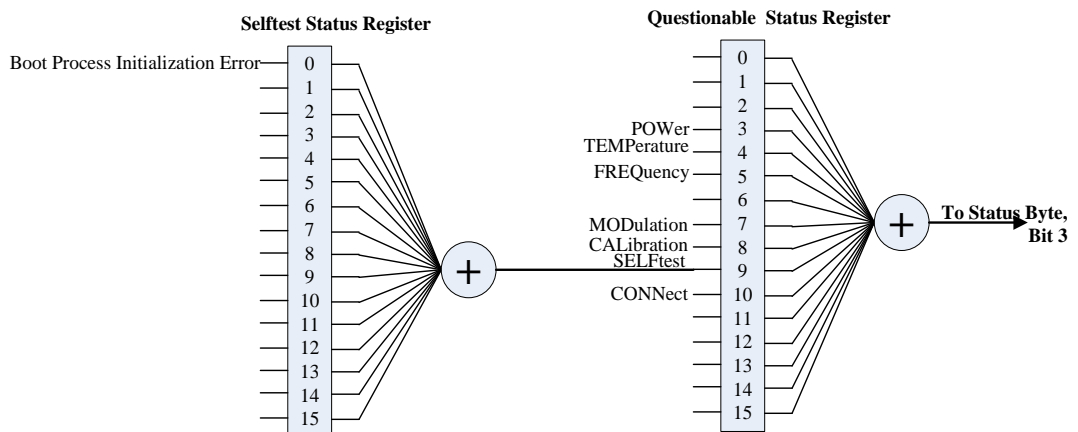 Selftest Status Register
Boot Process Initialization Error
0
1
2
3
4
5
6
7
8
9
10
11
12
13
14
15
+
Questionable Status Register
POWer
TEMPerature
FREQuency
MODulation
CALibration
SELFtest
CONNect
0
1
2
3
4
5
6
7
8
9
10
11
12
13
14
15
+
To Status Byte,
Bit 3